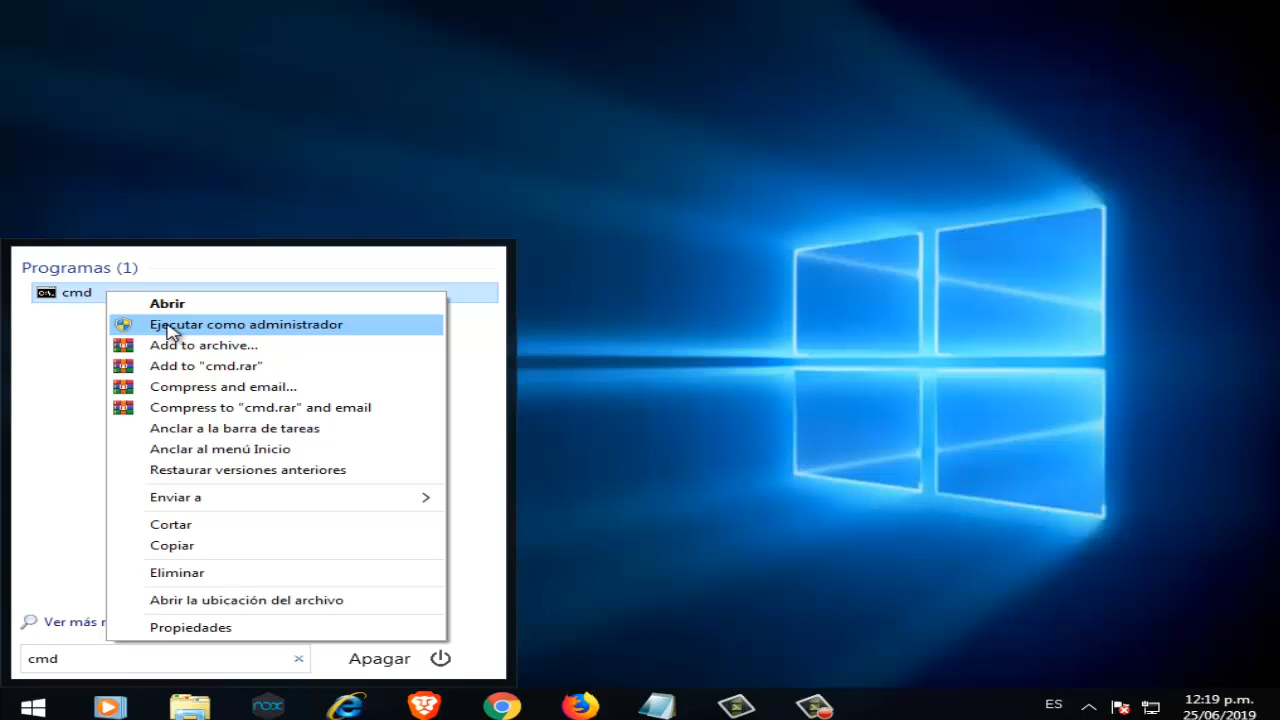 Programas (1)
cmd
Abrir
Ejecutar como administrador
Add to archive...
Add to "cmd.rar"
Compress and email...
Compress to "cmd.rar" and email
Anclar a la barra de tareas
Anclar al menú Inicio
Restaurar versiones anteriores
Enviar a
Cortar
Copiar
Eliminar
Abrir la ubicación del archivo
Propiedades
Ver más r
cmd
Apagar
nox
ES
12:19 p.m.
25/06/2019